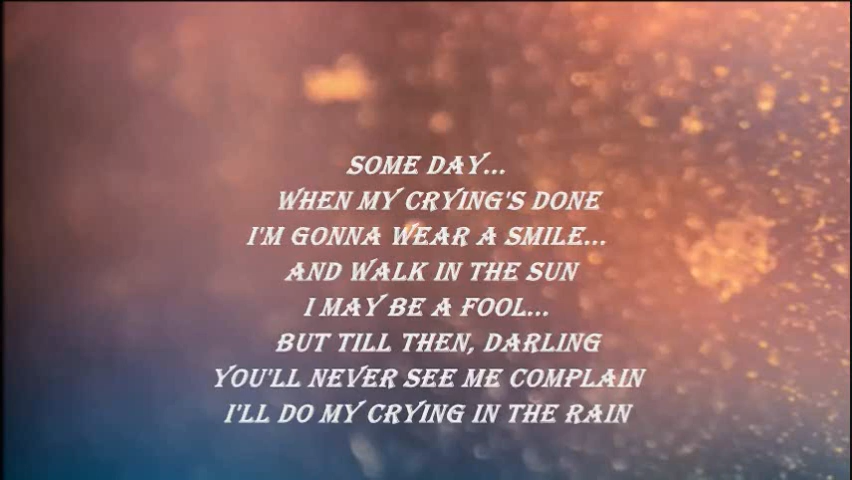 SOME DAY...
WHEN MY CRYING'S DONE
I'M GONNA WEAR A SMILE...
AND WALK IN THE SUN
I MAY BE A FOOL...
BUT TILL THEN, DARLING
YOU'LL NEVER SEE ME COMPLAIN
I'LL DO MY CRYING IN THE RAIN